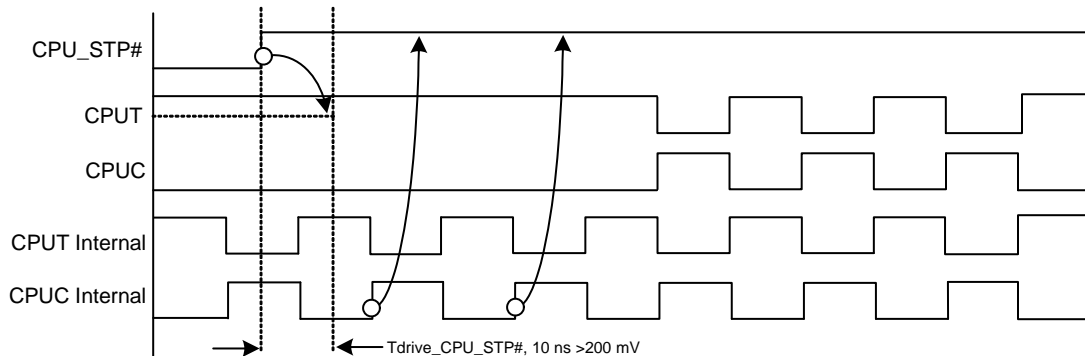 CPU_STP#
CPUT
CPUC
CPUT Internal
CPUC Internal
Tdrive_CPU_STP#, 10 ns >200 mV